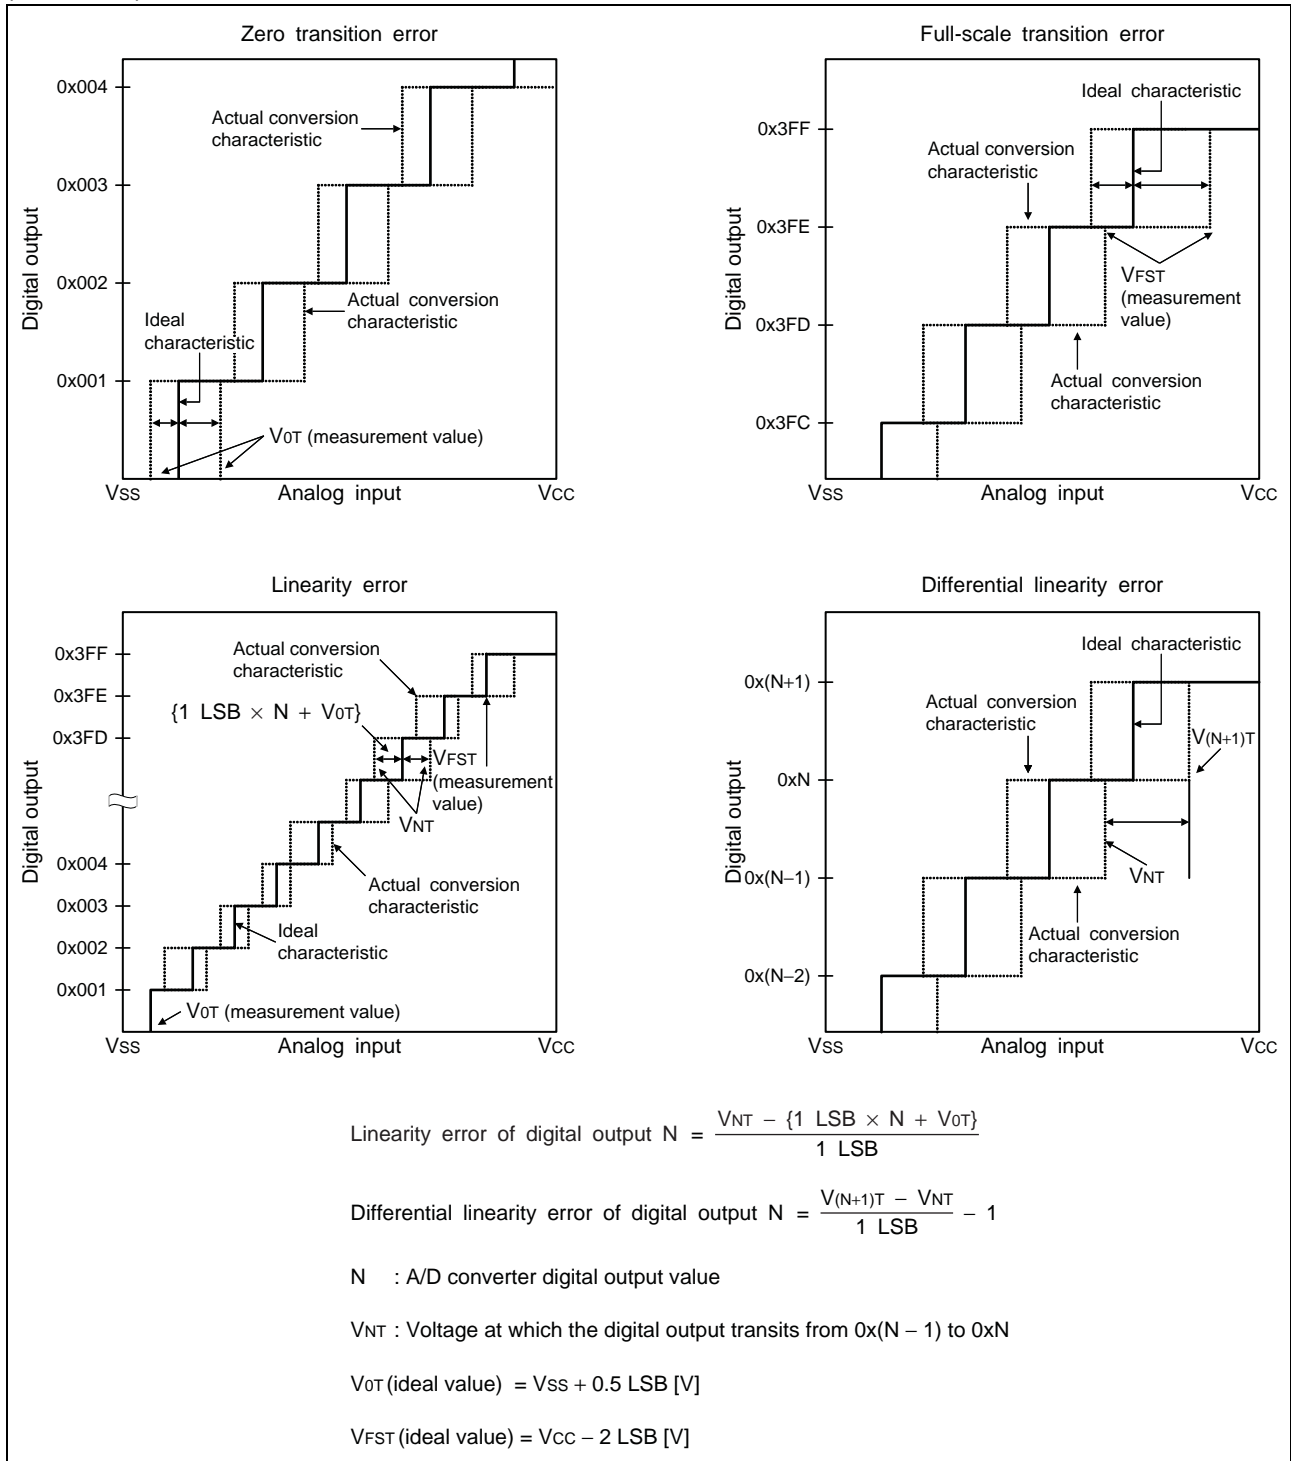 Zero transition error
0x004
0x003
0x002
0x001
Digital output
Actual conversion
characteristic
Actual conversion
characteristic
Ideal
characteristic
V0T (measurement value)
VSS
Analog input
VCC
Full-scale transition error
0x3FF
0x3FE
0x3FD
0x3FC
Digital output
Ideal characteristic
Actual conversion
characteristic
VFST
(measurement
value)
Actual conversion
characteristic
VSS
Analog input
VCC
Linearity error
0x3FF
0x3FE
0x3FD
0x004
0x003
0x002
0x001
Digital output
Actual conversion
characteristic
{1 LSB × N + V0T}
VFST
(measurement
value)
VNT
Actual conversion
characteristic
Ideal
characteristic
V0T (measurement value)
VSS
Analog input
VCC
Differential linearity error
0x(N+1)
0xN
0x(N−1)
0x(N−2)
Digital output
Ideal characteristic
Actual conversion
characteristic
V(N+1)T
VNT
Actual conversion
characteristic
VSS
Analog input
VCC
Linearity error of digital output N = VNT − {1 LSB × N + V0T} / 1 LSB
Differential linearity error of digital output N = V(N+1)T − VNT / 1 LSB − 1
N : A/D converter digital output value
VNT : Voltage at which the digital output transits from 0x(N − 1) to 0xN
V0T (ideal value) = VSS + 0.5 LSB [V]
VFST (ideal value) = VCC − 2 LSB [V]